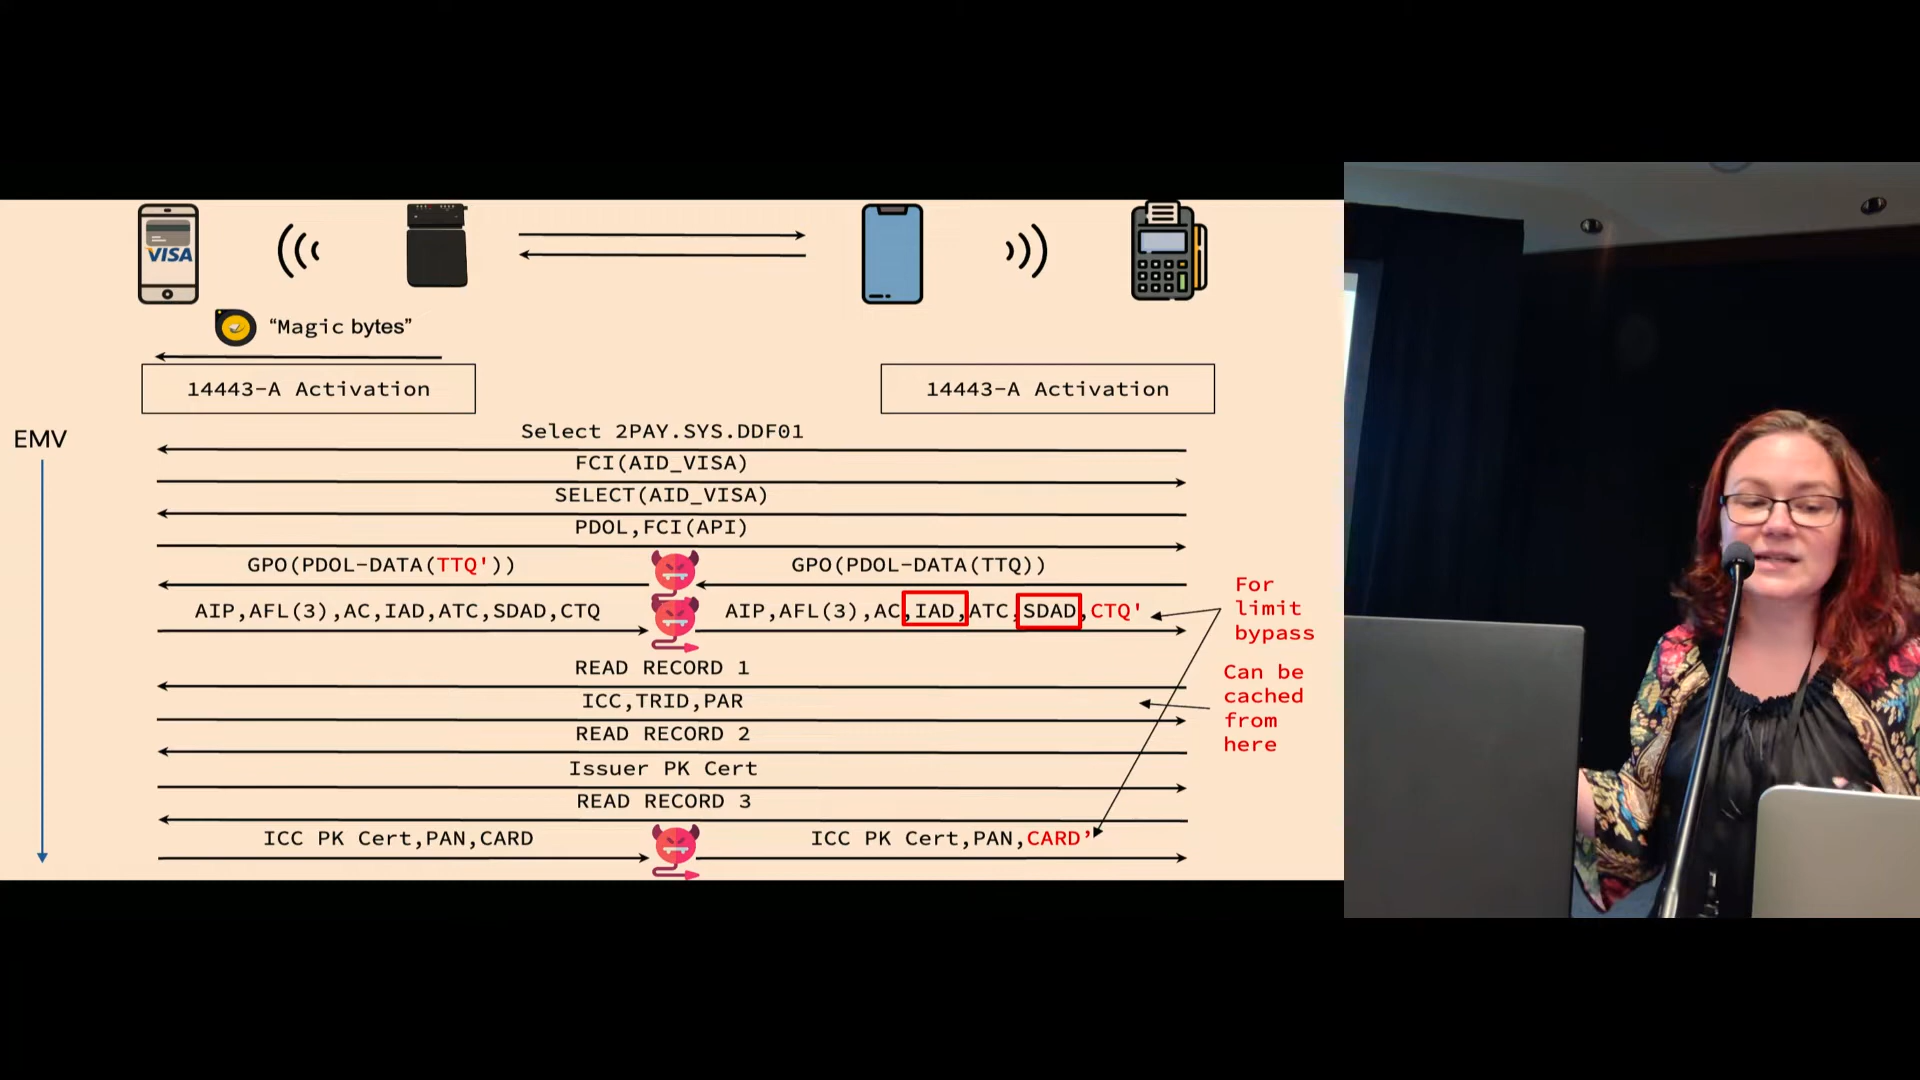 VISA
“Magic bytes”
14443-A Activation
14443-A Activation
EMV
Select 2PAY.SYS.DDF01
FCI(AID_VISA)
SELECT(AID_VISA)
PDOL,FCI(API)
GPO(PDOL-DATA(TTQ'))
GPO(PDOL-DATA(TTQ))
AIP,AFL(3),AC,IAD,ATC,SDAD,CTQ
AIP,AFL(3),AC,IAD,ATC,SDAD,CTQ'
For
limit
bypass
READ RECORD 1
ICC,TRID,PAR
Can be
cached
from
here
READ RECORD 2
Issuer PK Cert
READ RECORD 3
ICC PK Cert,PAN,CARD
ICC PK Cert,PAN,CARD’